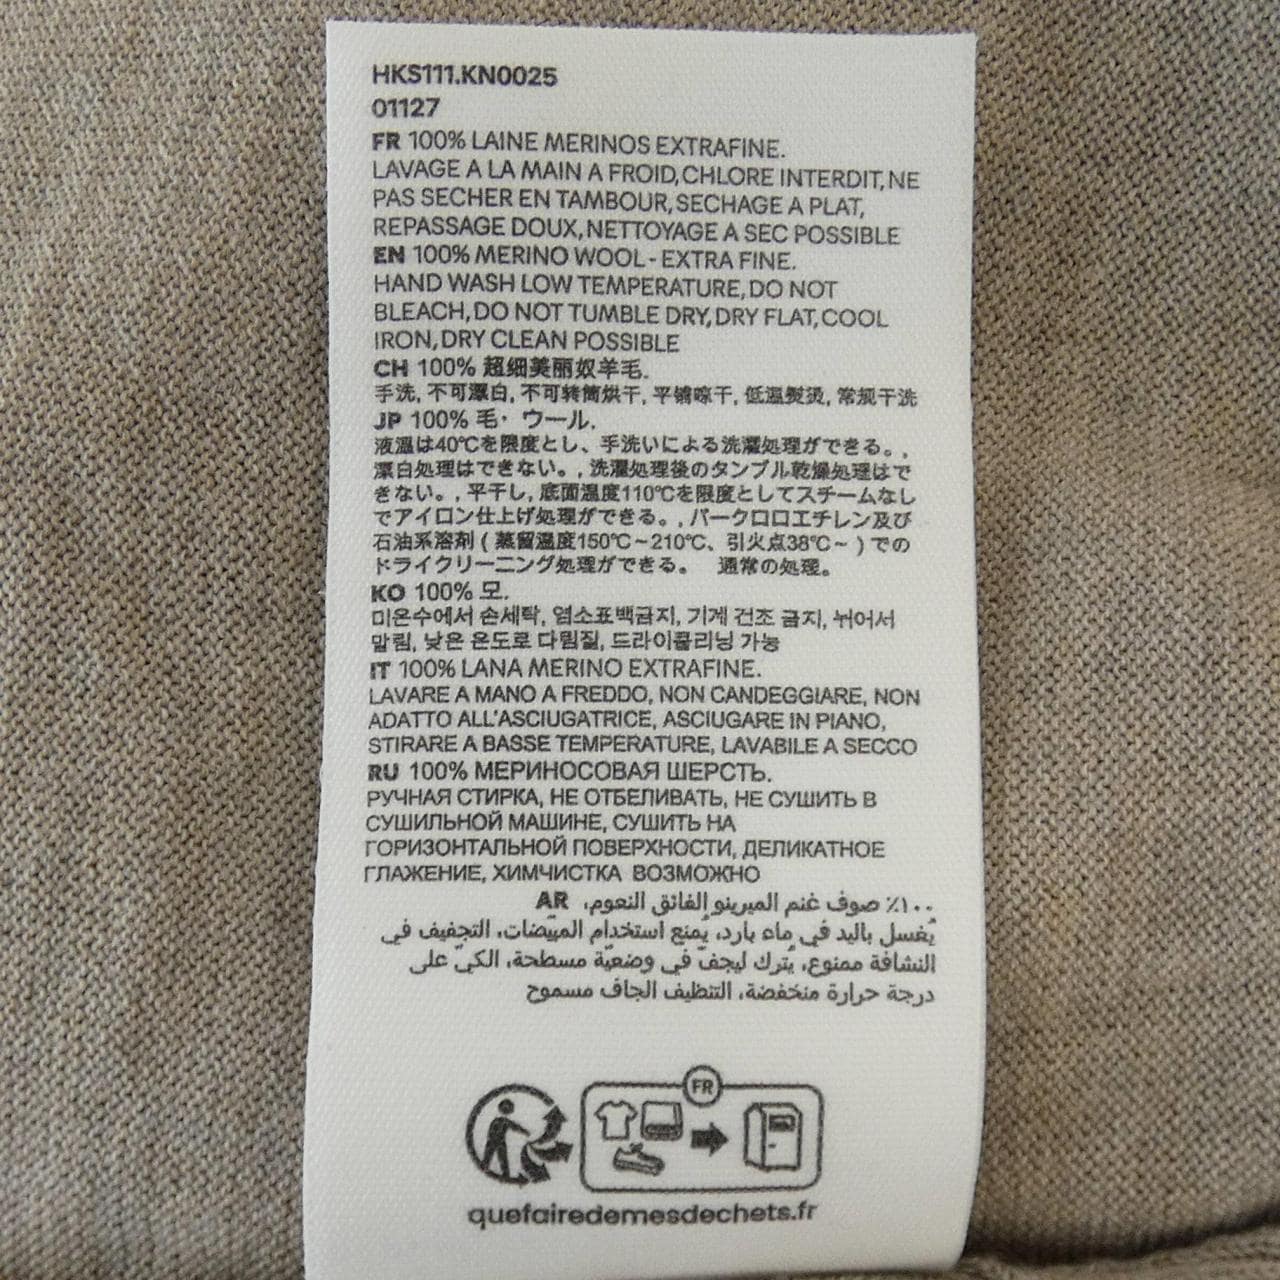 HKS111.KN0025
01127
FR 100% LAINE MERINOS EXTRAFINE.
LAVAGE A LA MAIN A FROID, CHLORE INTERDIT, NE
PAS SECHER EN TAMBOUR, SECHAGE A PLAT,
REPASSAGE DOUX, NETTOYAGE A SEC POSSIBLE
EN 100% MERINO WOOL - EXTRA FINE.
HAND WASH LOW TEMPERATURE, DO NOT
BLEACH, DO NOT TUMBLE DRY, DRY FLAT, COOL
IRON, DRY CLEAN POSSIBLE
CH 100% 超细美丽奴羊毛.
手洗, 不可漂白, 不可转筒烘干, 平铺晾干, 低温熨烫, 常规干洗
JP 100% 毛・ウール.
液温は40℃を限度とし、手洗いによる洗濯処理ができる。,
漂白処理はできない。, 洗濯処理後のタンブル乾燥処理はで
きない。, 平干し, 底面温度110℃を限度としてスチームなし
でアイロン仕上げ処理ができる。, パークロロエチレン及び
石油系溶剤 ( 蒸留温度150℃~210℃、引火点38℃~ ) での
ドライクリーニング処理ができる。 通常の処理。
KO 100% 모.
미온수에서 손세탁, 염소표백금지, 기계 건조 금지, 뉘어서
말림, 낮은 온도로 다림질, 드라이클리닝 가능
IT 100% LANA MERINO EXTRAFINE.
LAVARE A MANO A FREDDO, NON CANDEGGIARE, NON
ADATTO ALL'ASCIUGATRICE, ASCIUGARE IN PIANO,
STIRARE A BASSE TEMPERATURE, LAVABILE A SECCO
RU 100% МЕРИНОСОВАЯ ШЕРСТЬ.
РУЧНАЯ СТИРКА, НЕ ОТБЕЛИВАТЬ, НЕ СУШИТЬ В
СУШИЛЬНОЙ МАШИНЕ, СУШИТЬ НА
ГОРИЗОНТАЛЬНОЙ ПОВЕРХНОСТИ, ДЕЛИКАТНОЕ
ГЛАЖЕНИЕ, ХИМЧИСТКА ВОЗМОЖНО
١٠٠٪ صوف غنم الميرينو الفائق النعوم، AR
يُغسل باليد في ماء بارد، يُمنع استخدام المبيّضات، التجفيف في
النشافة ممنوع، يُترك ليجفّ في وضعيّة مسطحة، الكيّ على
درجة حرارة منخفضة، التنظيف الجاف مسموح
FR
quefairedemesdechets.fr